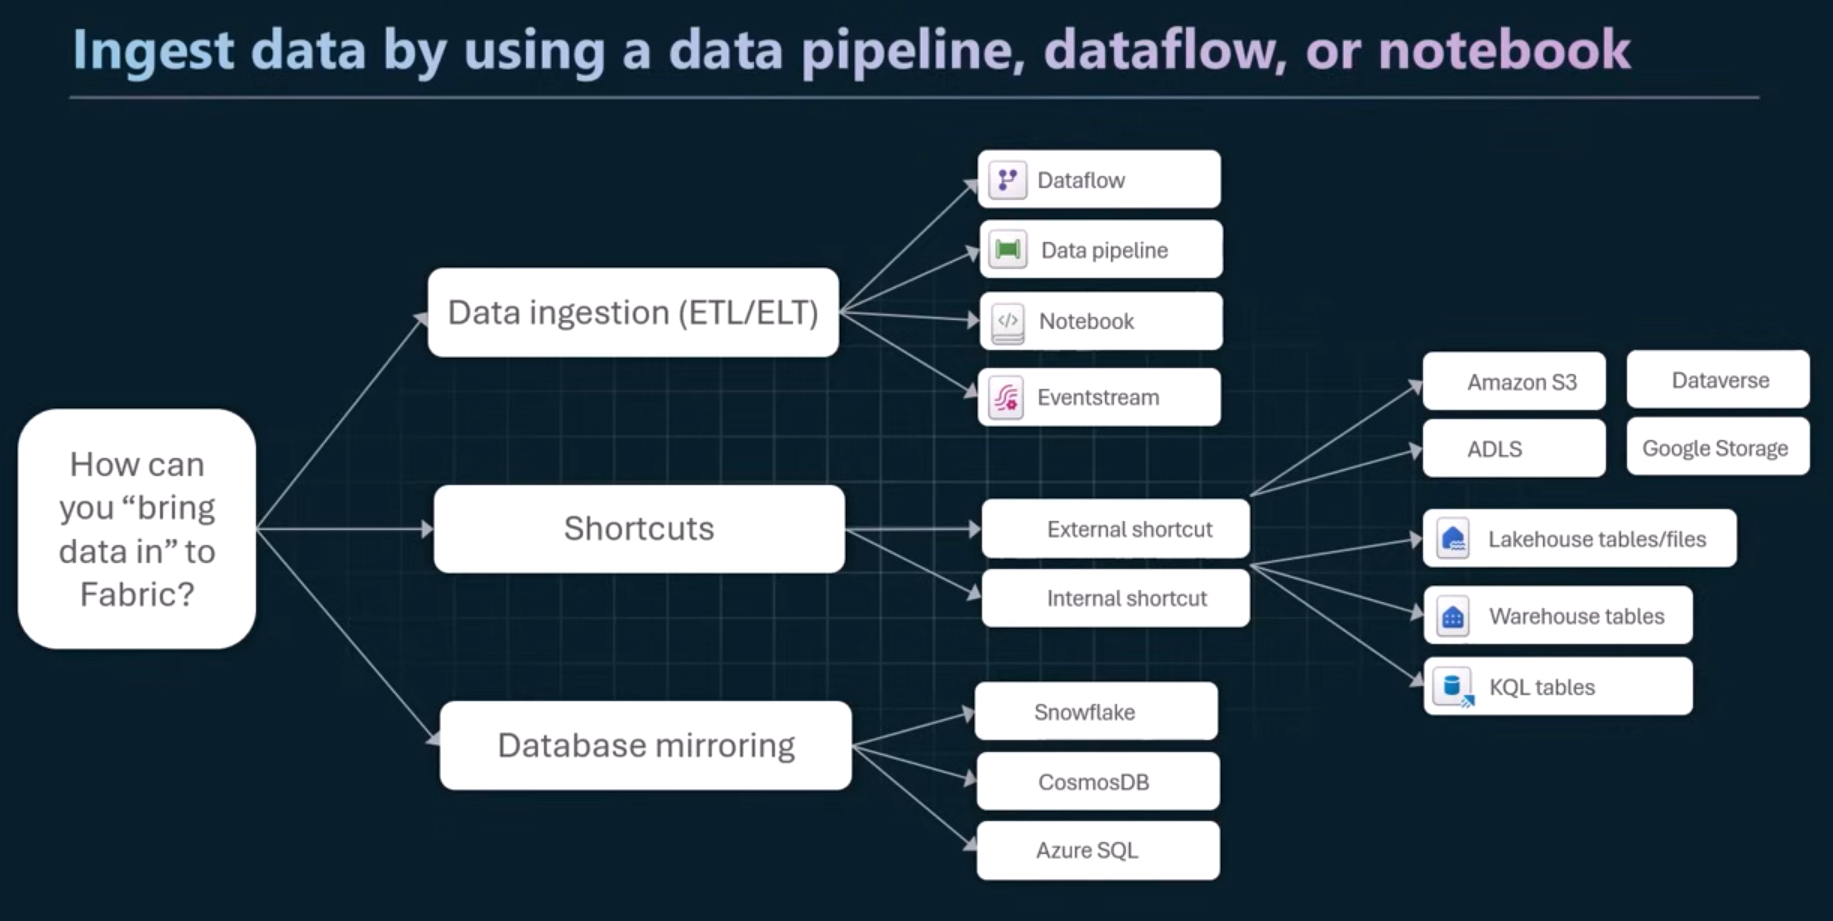 Ingest data by using a data pipeline, dataflow, or notebook
How can
you “bring
data in” to
Fabric?
Data ingestion (ETL/ELT)
Dataflow
Data pipeline
Notebook
Eventstream
Shortcuts
External shortcut
Internal shortcut
Amazon S3
Dataverse
ADLS
Google Storage
Lakehouse tables/files
Warehouse tables
KQL tables
Database mirroring
Snowflake
CosmosDB
Azure SQL